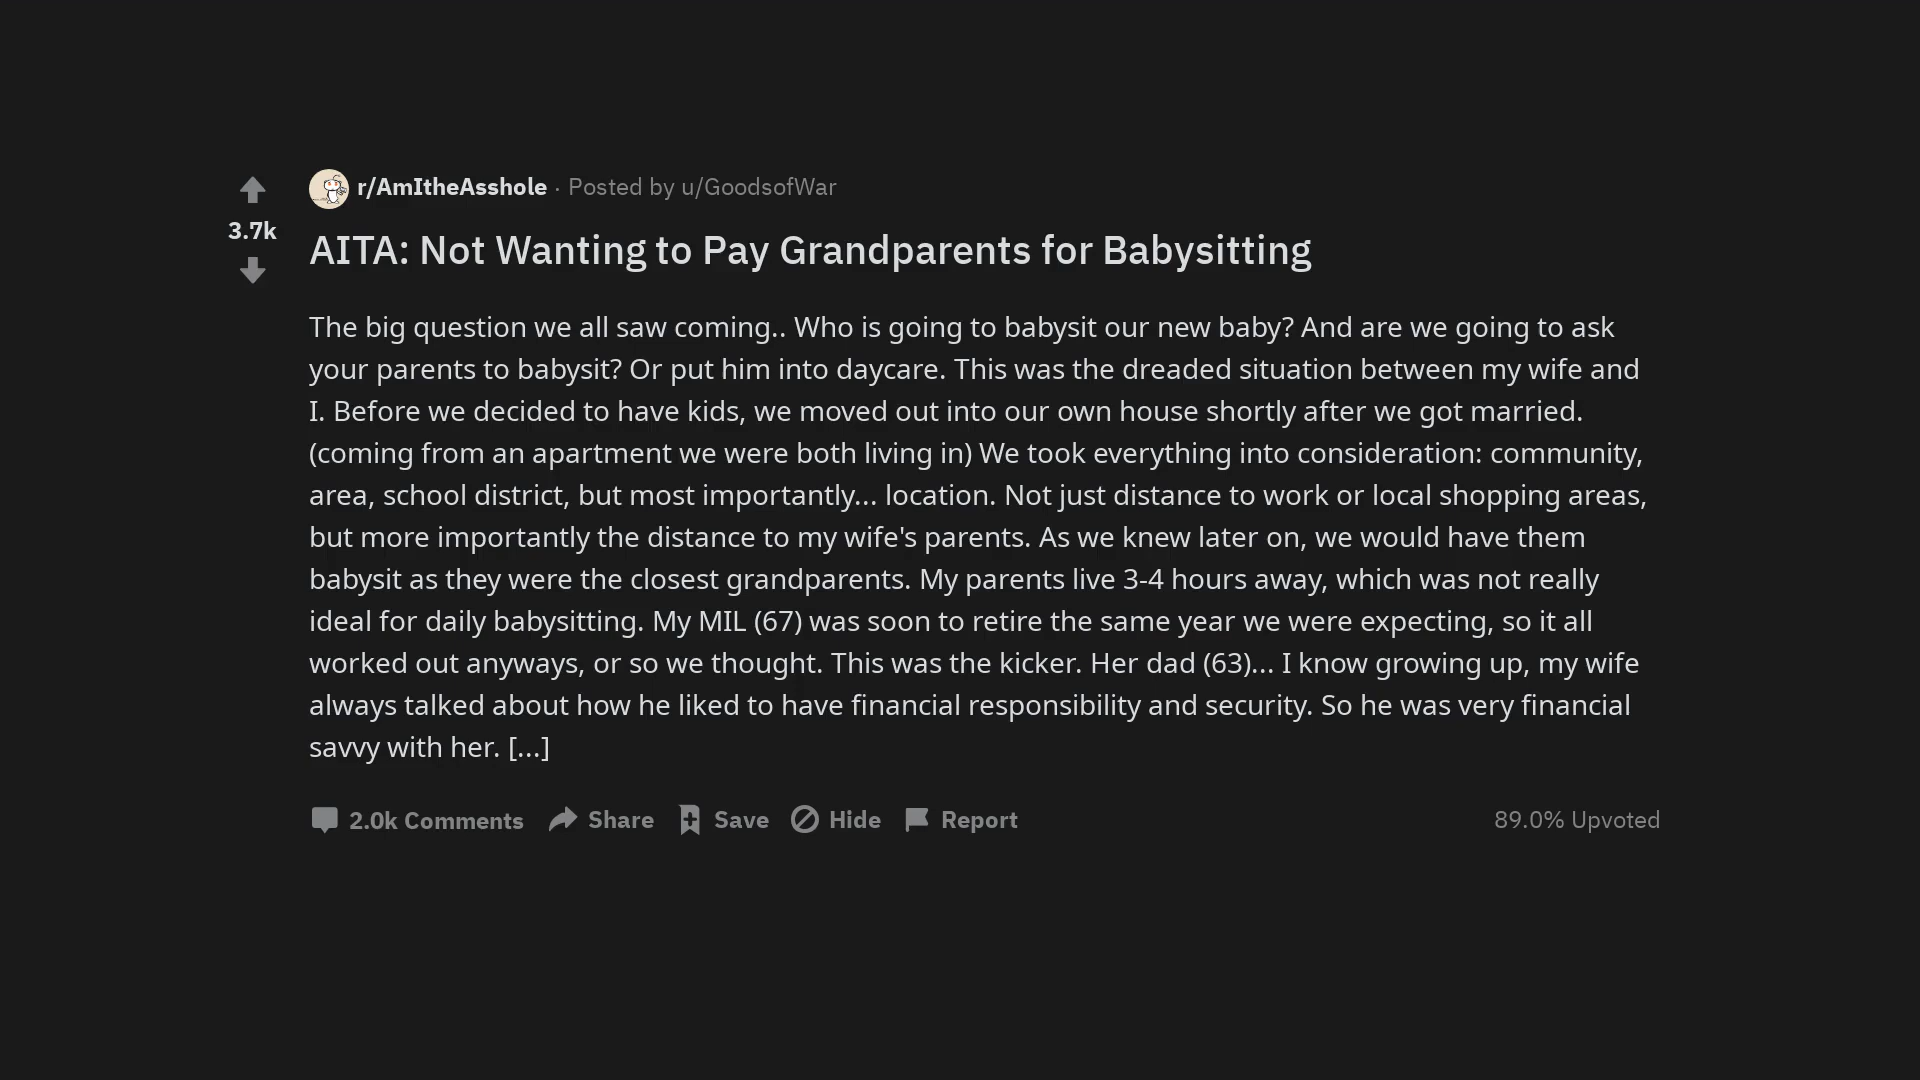 r/AmItheAsshole · Posted by u/GoodsofWar
3.7k
AITA: Not Wanting to Pay Grandparents for Babysitting
The big question we all saw coming.. Who is going to babysit our new baby? And are we going to ask
your parents to babysit? Or put him into daycare. This was the dreaded situation between my wife and
I. Before we decided to have kids, we moved out into our own house shortly after we got married.
(coming from an apartment we were both living in) We took everything into consideration: community,
area, school district, but most importantly... location. Not just distance to work or local shopping areas,
but more importantly the distance to my wife's parents. As we knew later on, we would have them
babysit as they were the closest grandparents. My parents live 3-4 hours away, which was not really
ideal for daily babysitting. My MIL (67) was soon to retire the same year we were expecting, so it all
worked out anyways, or so we thought. This was the kicker. Her dad (63)... I know growing up, my wife
always talked about how he liked to have financial responsibility and security. So he was very financial
savvy with her. [...]
2.0k Comments Share Save Hide Report 89.0% Upvoted